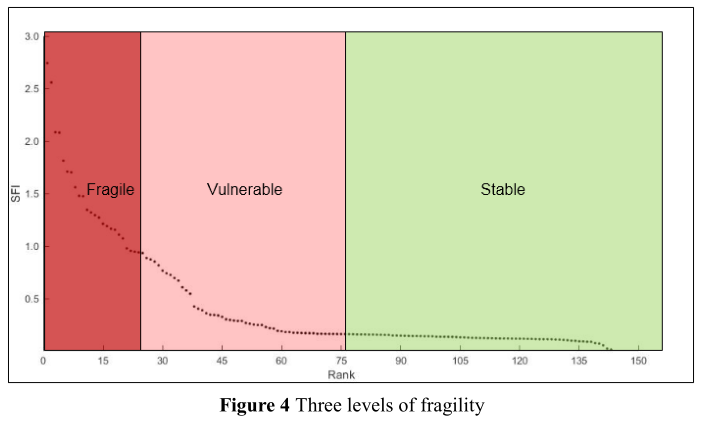 3.0
2.5
2.0
1.5
1.0
0.5
SFI
Fragile Vulnerable Stable
0 15 30 45 60 75 90 105 120 135 150
Rank
Figure 4 Three levels of fragility